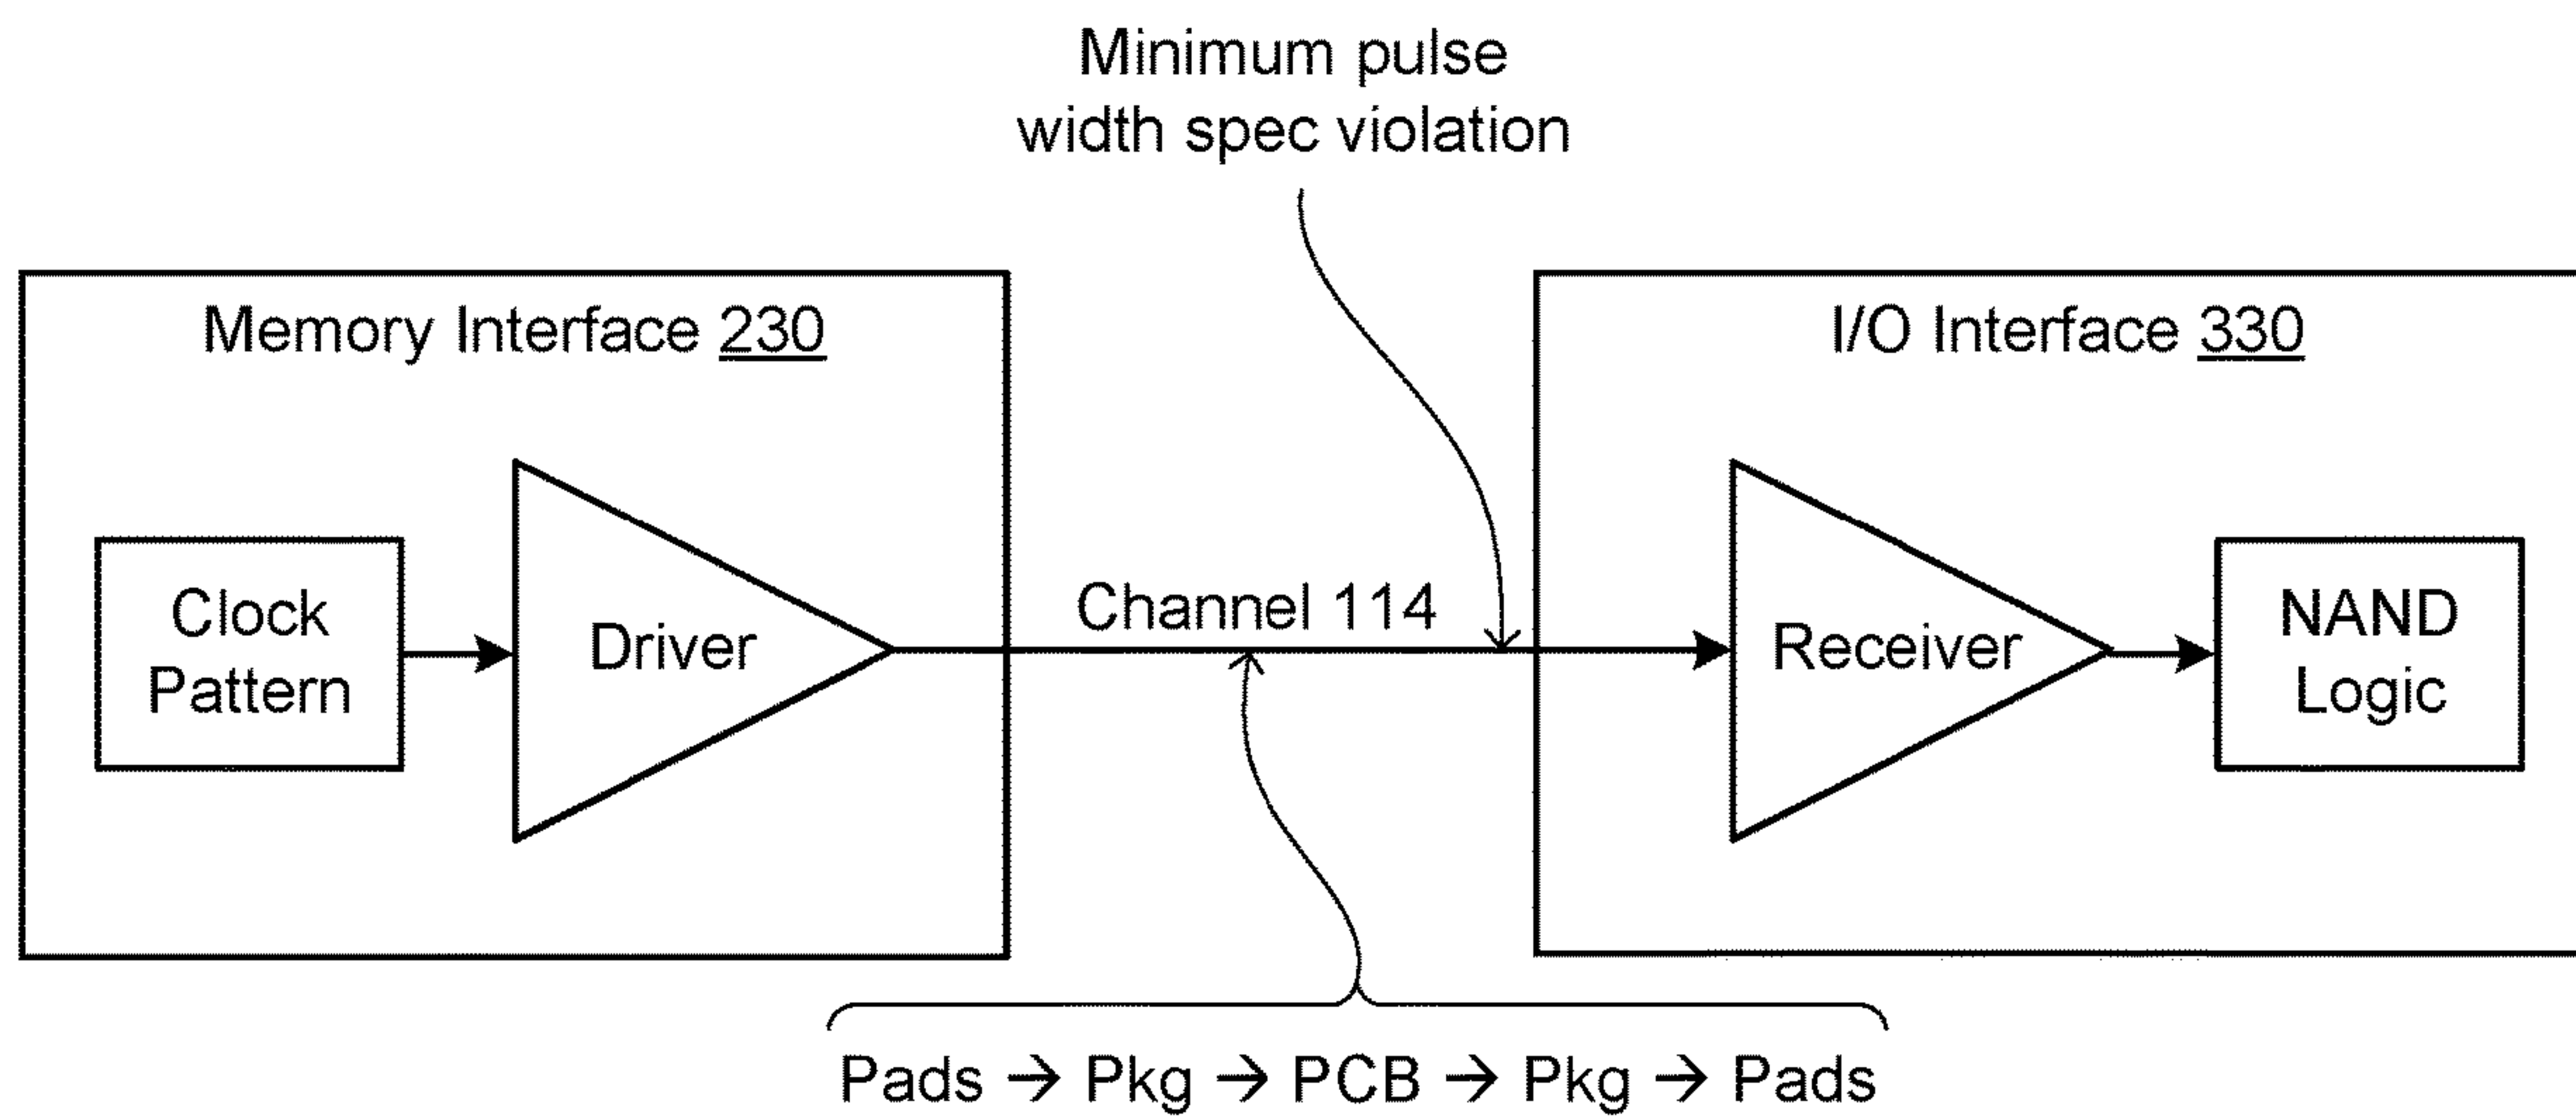 Minimum pulse
width spec violation
Memory Interface 230
I/O Interface 330
Clock
Pattern
Driver
Channel 114
Receiver
NAND
Logic
Pads → Pkg → PCB → Pkg → Pads